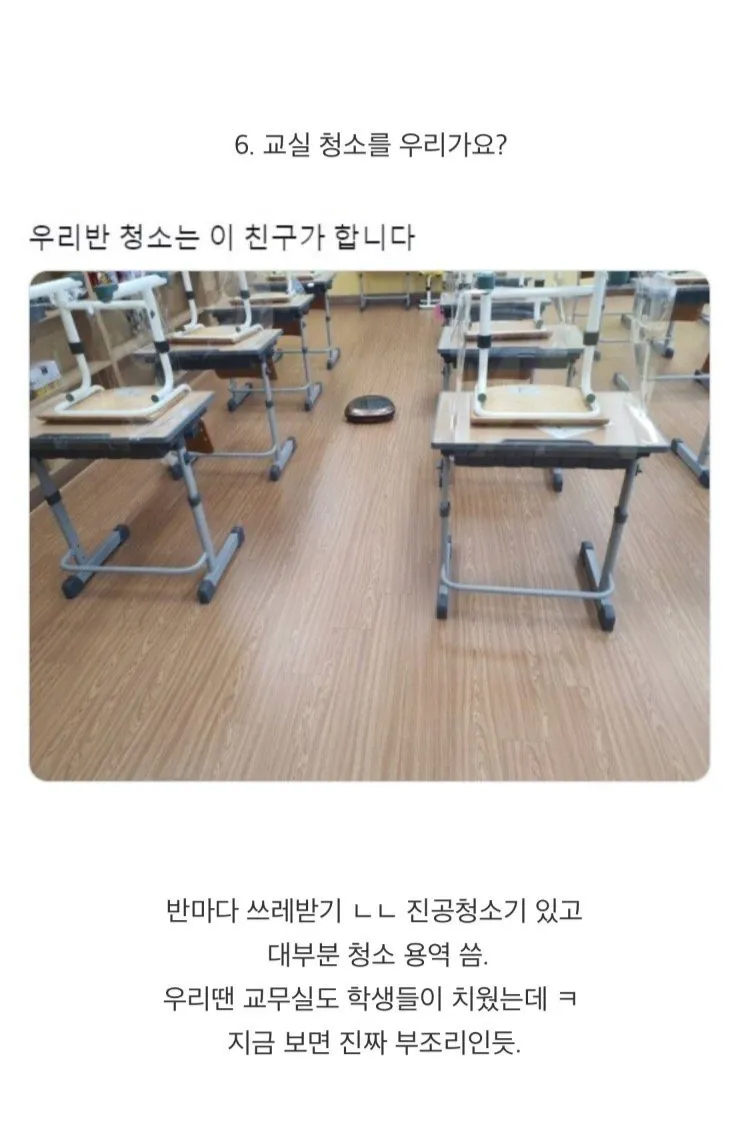 6. 교실 청소를 우리가요?
우리반 청소는 이 친구가 합니다
반마다 쓰레받기 ㄴㄴ 진공청소기 있고
대부분 청소 용역 씀.
우리땐 교무실도 학생들이 치웠는데 ㅋ
지금 보면 진짜 부조리인듯.